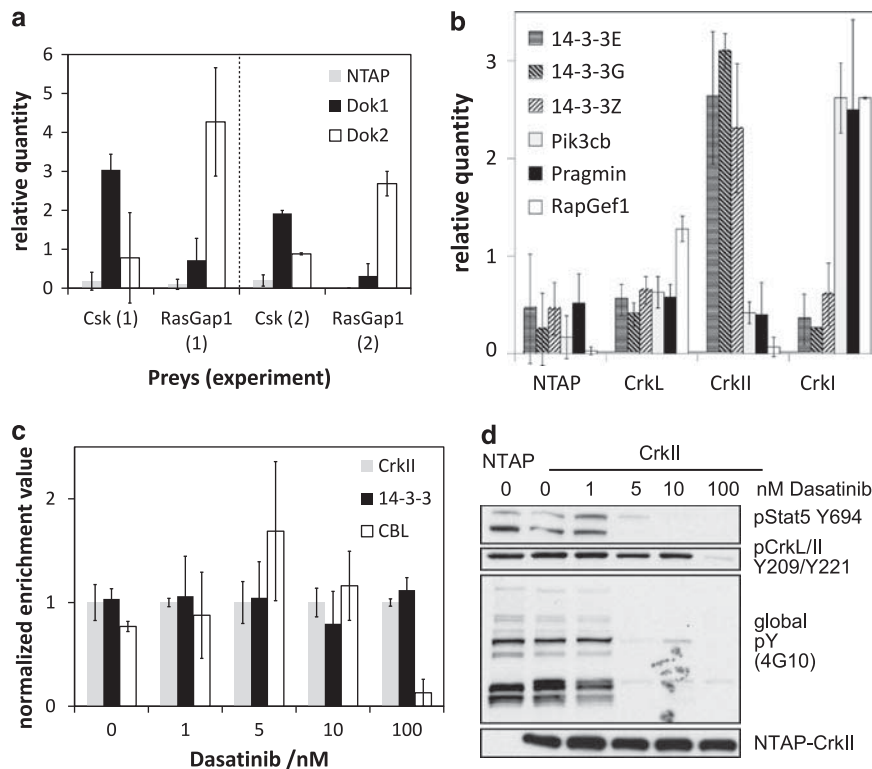 a
relative quantity
6
5
4
3
2
1
0
NTAP
Dok1
Dok2
Csk (1)
RasGap1
(1)
Csk (2)
RasGap1
(2)
Preys (experiment)
b
relative quantity
3
2
1
0
14-3-3E
14-3-3G
14-3-3Z
Pik3cb
Pragmin
RapGef1
NTAP
CrkL
CrkII
CrkI
c
normalized enrichment value
2
1
0
CrkII
14-3-3
CBL
0
1
5
10
100
Dasatinib /nM
d
NTAP
CrkII
0 0 1 5 10 100 nM Dasatinib
pStat5 Y694
pCrkL/II
Y209/Y221
global
pY
(4G10)
NTAP-CrkII